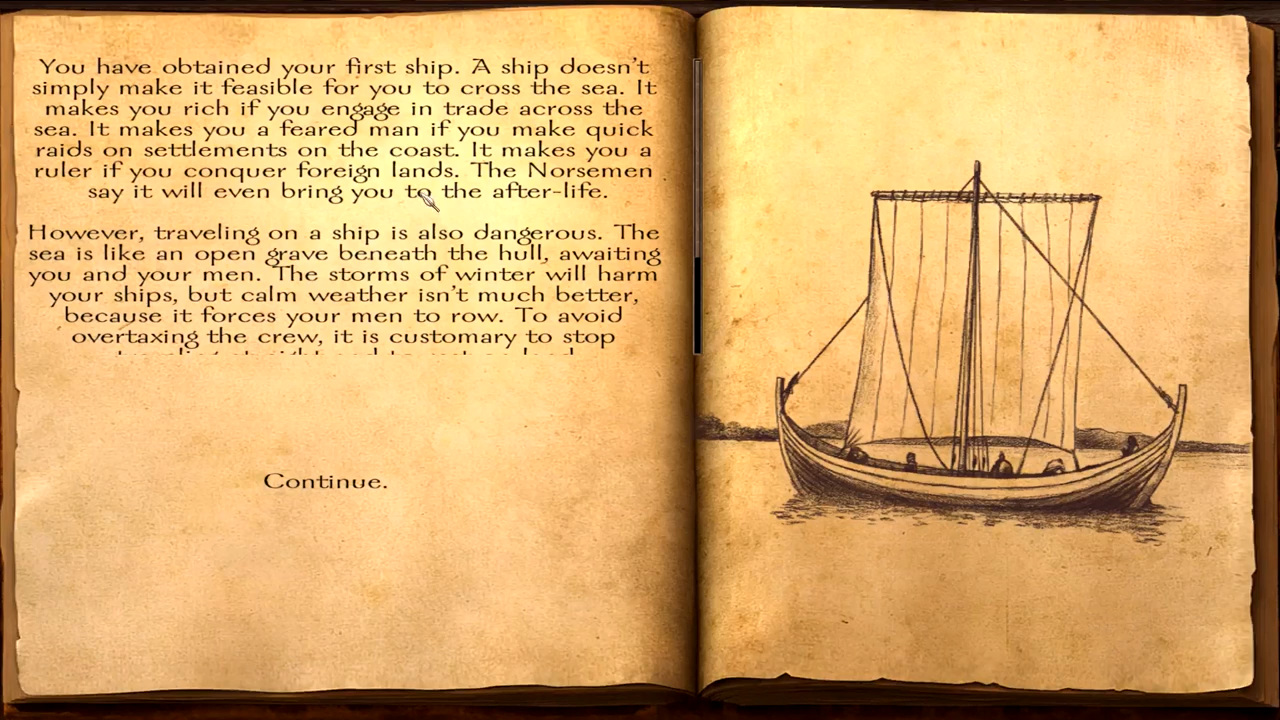 You have obtained your first ship. A ship doesn't
simply make it feasible for you to cross the sea. It
makes you rich if you engage in trade across the
sea. It makes you a feared man if you make quick
raids on settlements on the coast. It makes you a
ruler if you conquer foreign lands. The Norsemen
say it will even bring you to the after-life.
However, traveling on a ship is also dangerous. The
sea is like an open grave beneath the hull, awaiting
you and your men. The storms of winter will harm
your ships, but calm weather isn't much better,
because it forces your men to row. To avoid
overtaxing the crew, it is customary to stop
Continue.